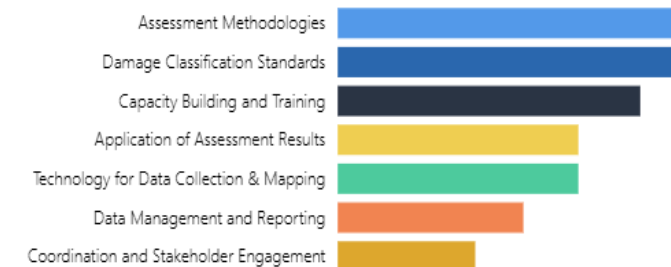 Assessment Methodologies
Damage Classification Standards
Capacity Building and Training
Application of Assessment Results
Technology for Data Collection & Mapping
Data Management and Reporting
Coordination and Stakeholder Engagement